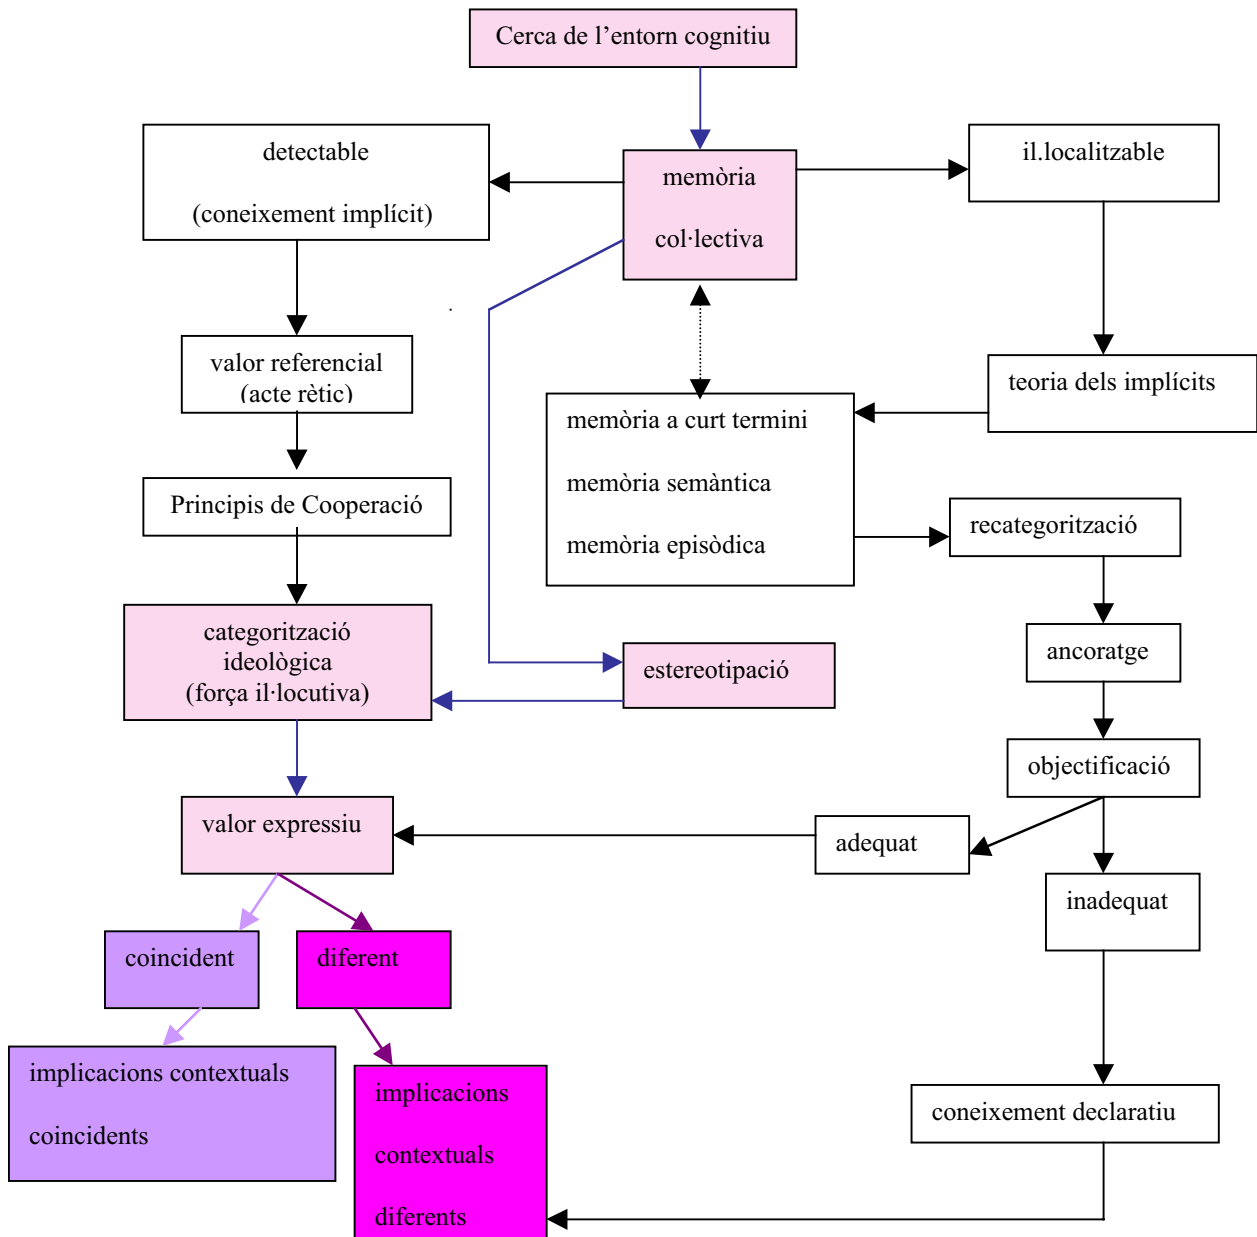 Cerca de l’entorn cognitiu
detectable
(coneixement implícit)
memòria
col·lectiva
il.localitzable
valor referencial
(acte rètic)
teoria dels implícits
memòria a curt termini
memòria semàntica
memòria episòdica
Principis de Cooperació
recategorització
categorització
ideològica
(força il·locutiva)
estereotipació
ancoratge
objectificació
valor expressiu
adequat
inadequat
coincident
diferent
implicacions contextuals
coincidents
implicacions
contextuals
diferents
coneixement declaratiu